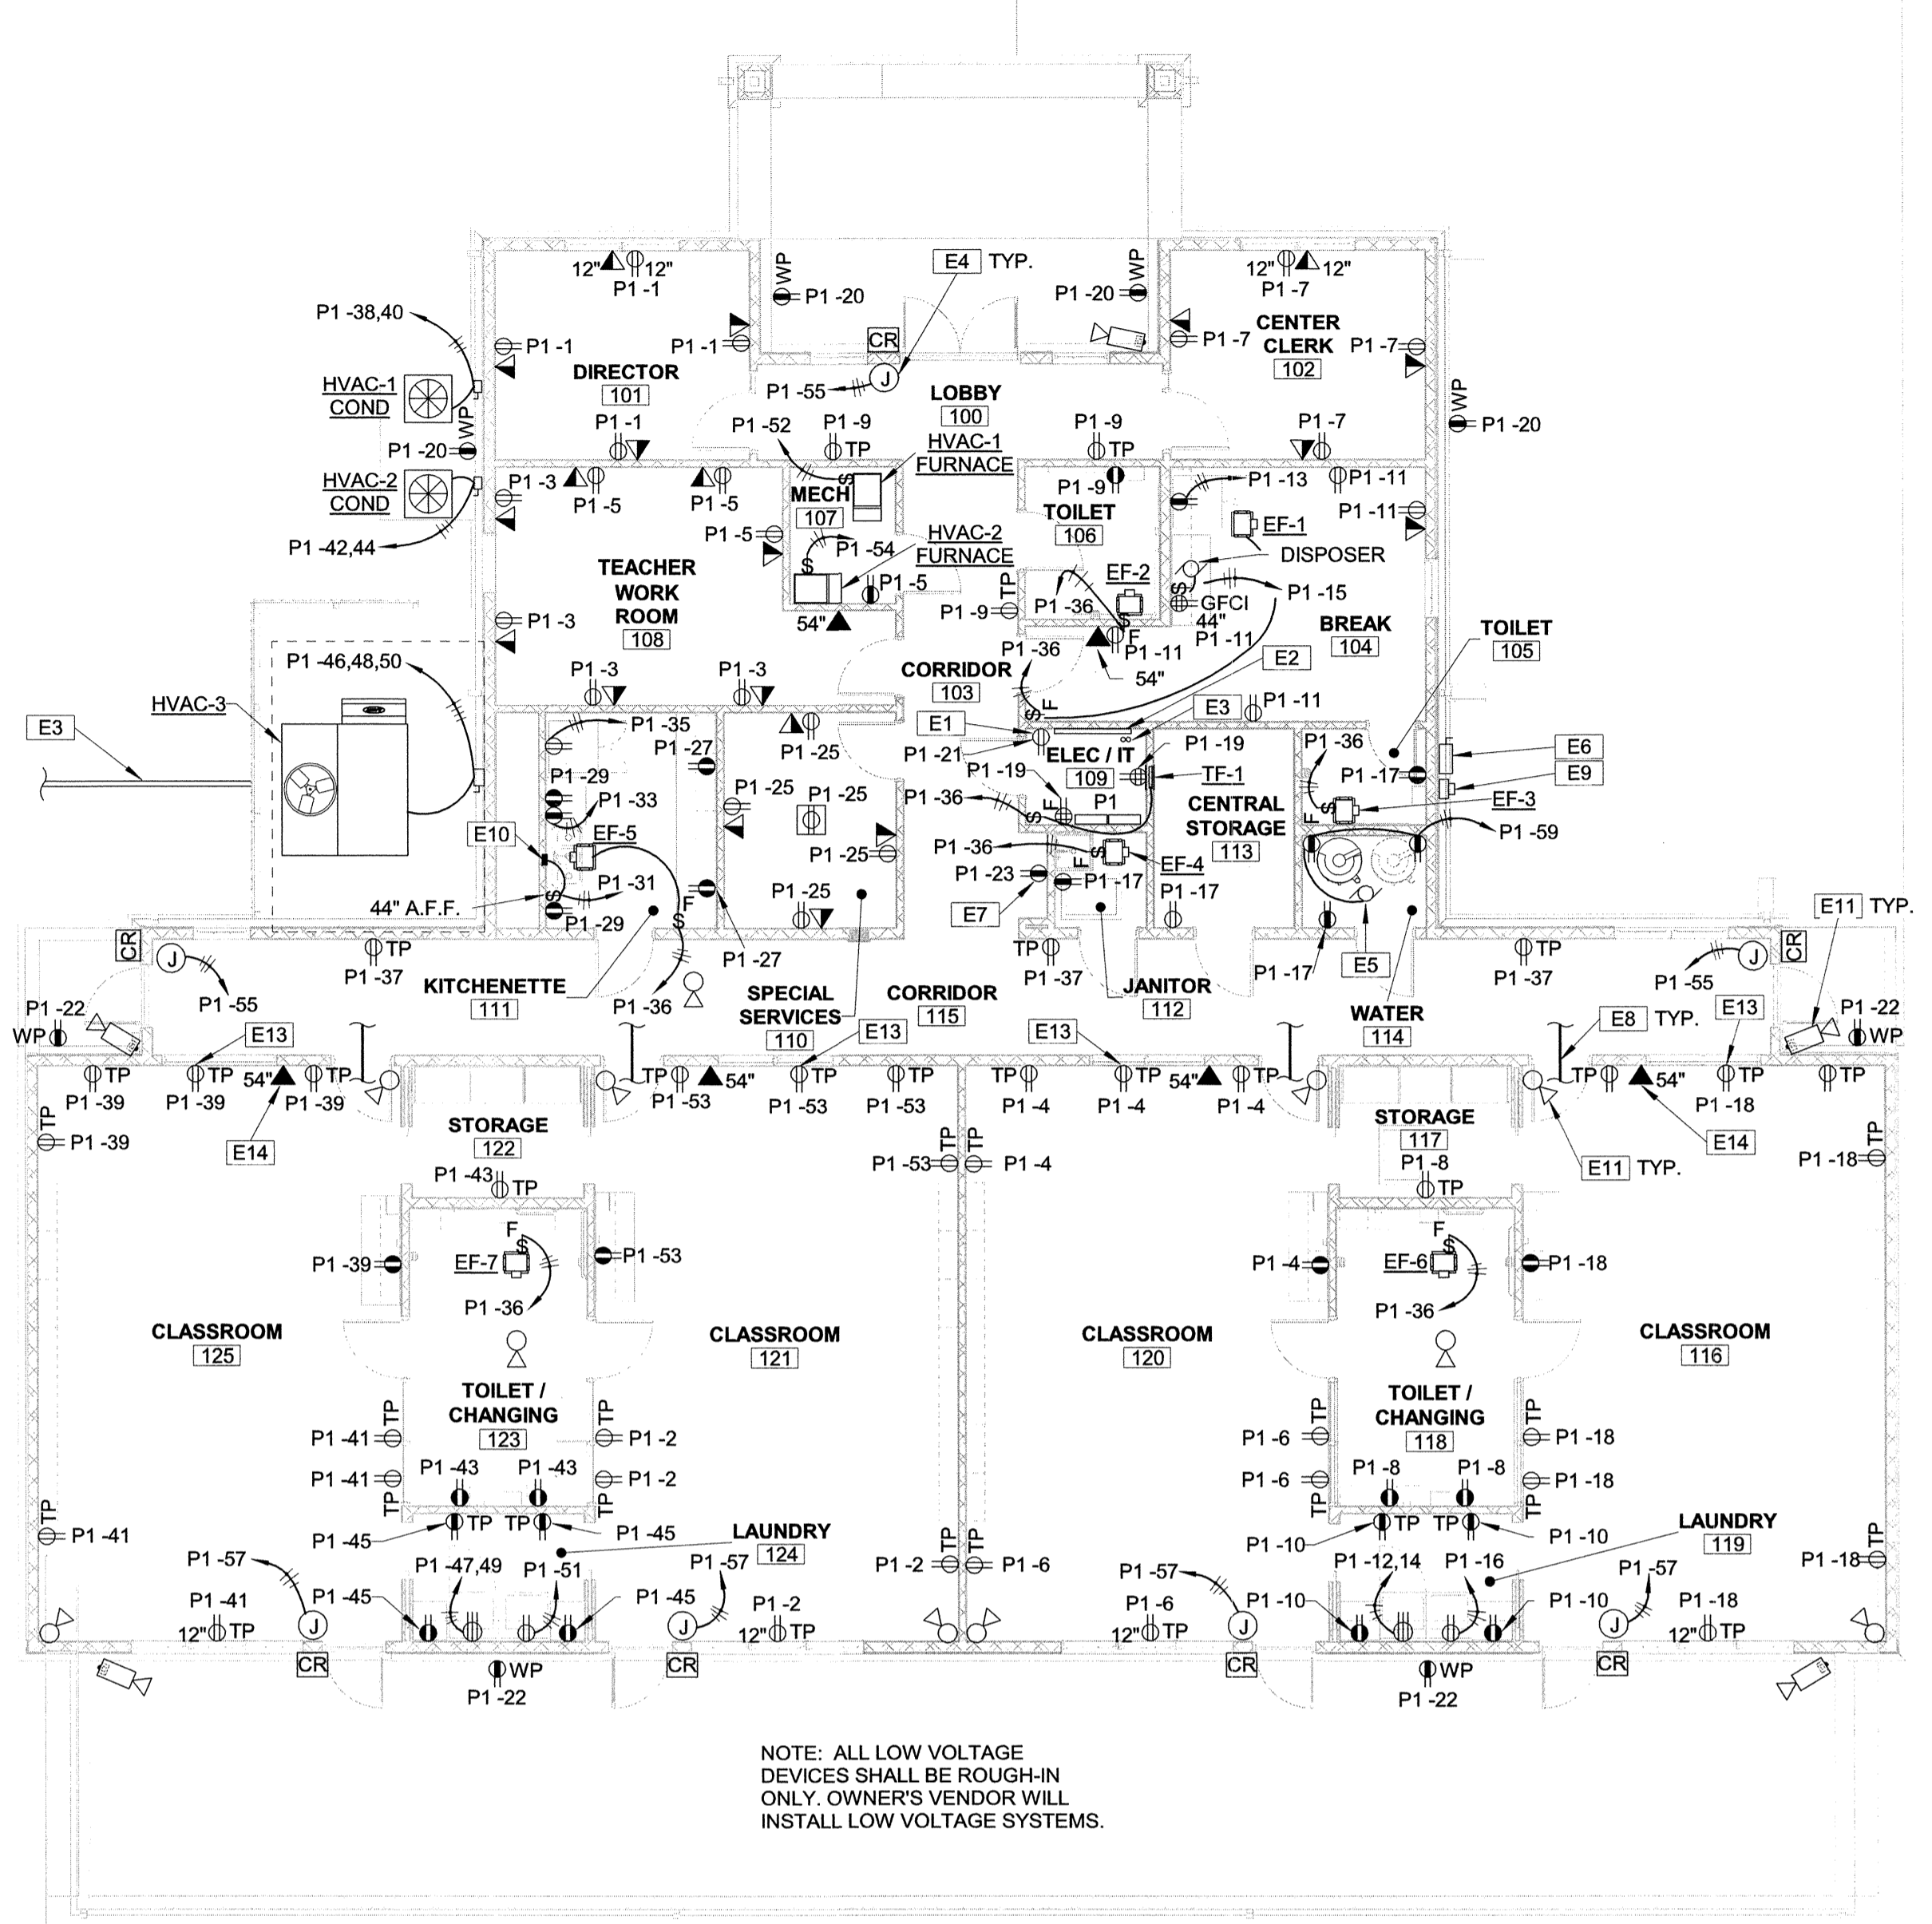 E4 TYP.
WP
P1 -20
WP
P1 -20
12" 12"
P1 -1
12" 12"
P1 -7
P1 -38,40
P1 -1
P1 -1
CR
P1 -7
CENTER
CLERK
102
P1 -7
HVAC-1
COND
DIRECTOR
101
P1 -55
J
LOBBY
100
WP
P1 -20
P1 -1
P1 -52
P1 -9
TP
HVAC-1
FURNACE
P1 -9
TP
P1 -7
WP
P1 -20
HVAC-2
COND
P1 -42,44
P1 -3
P1 -5
P1 -5
P1 -5
MECH
107
S
P1 -54
S
HVAC-2
FURNACE
P1 -5
54"
P1 -9
TOILET
106
P1 -13
P1 -11
P1 -11
EF-1
DISPOSER
EF-2
P1 -36
S
F
S
GFCI
44"
P1 -11
P1 -15
TP
P1 -9
TEACHER
WORK
ROOM
108
P1 -3
P1 -3
P1 -3
CORRIDOR
103
P1 -36
P1 -11
54"
BREAK
104
TOILET
105
E2
S F
P1 -11
P1 -46,48,50
HVAC-3
E3
E1
P1 -21
E3
ELEC / IT
109
P1 -19
P1 -19
TF-1
P1
P1 -36
S F
P1 -36
P1 -17
E6
E9
EF-3
S F
P1 -59
P1 -35
P1 -27
P1 -25
P1 -29
P1 -33
P1 -25
P1 -25
E10
EF-5
P1 -31
S
44" A.F.F.
P1 -29
F
S
P1 -27
P1 -25
P1 -25
P1 -36
EF-4
S F
P1 -23
P1 -17
E7
CENTRAL
STORAGE
113
P1 -17
P1 -17
E5
CR
J
P1 -55
TP
P1 -37
KITCHENETTE
111
P1 -36
SPECIAL
SERVICES
110
CORRIDOR
115
TP
P1 -37
JANITOR
112
WATER
114
P1 -37
TP
P1 -55
J
CR
E11 TYP.
P1 -22
WP
P1 -22
WP
E13
E13
E13
E8 TYP.
E13
TP
P1 -39
TP
P1 -39
54"
TP
P1 -39
TP
P1 -53
54"
TP
P1 -53
TP
P1 -53
TP
P1 -4
TP
P1 -4
54"
TP
P1 -4
TP
54"
TP
P1 -18
TP
TP
P1 -39
E14
STORAGE
122
P1 -43
TP
TP
P1 -53
TP
P1 -4
STORAGE
117
P1 -8
TP
E11 TYP.
E14
TP
P1 -18
P1 -39
F
S
EF-7
P1 -36
P1 -53
P1 -4
F
S
EF-6
P1 -36
P1 -18
CLASSROOM
125
CLASSROOM
121
CLASSROOM
120
CLASSROOM
116
TOILET /
CHANGING
123
TOILET /
CHANGING
118
TP
P1 -41
TP
P1 -2
TP
P1 -6
TP
P1 -18
P1 -41
TP
P1 -2
TP
P1 -6
TP
P1 -18
TP
P1 -43
P1 -43
P1 -8
P1 -8
TP
P1 -41
P1 -45
TP
TP
P1 -45
LAUNDRY
124
TP
P1 -2
TP
P1 -6
P1 -10
TP
TP
P1 -10
LAUNDRY
119
TP
P1 -18
P1 -57
P1 -47,49
P1 -51
P1 -57
P1 -57
P1 -12,14
P1 -16
P1 -57
P1 -41
12" TP
J
P1 -45
P1 -45
J
P1 -2
12" TP
P1 -6
12" TP
J
P1 -10
P1 -10
J
P1 -18
12" TP
CR
WP
P1 -22
CR
CR
WP
P1 -22
CR
NOTE: ALL LOW VOLTAGE
DEVICES SHALL BE ROUGH-IN
ONLY. OWNER'S VENDOR WILL
INSTALL LOW VOLTAGE SYSTEMS.